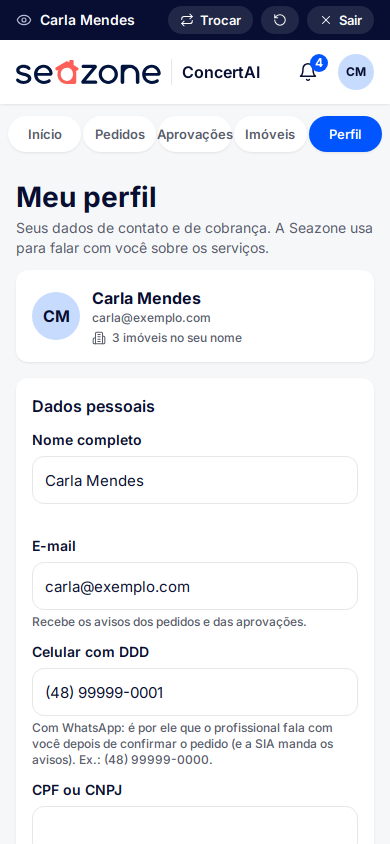 Carla Mendes
Trocar
Sair
seazone
ConcertAI
4
CM
Início
Pedidos
Aprovações
Imóveis
Perfil
Meu perfil
Seus dados de contato e de cobrança. A Seazone usa
para falar com você sobre os serviços.
CM
Carla Mendes
carla@exemplo.com
3 imóveis no seu nome
Dados pessoais
Nome completo
Carla Mendes
E-mail
carla@exemplo.com
Recebe os avisos dos pedidos e das aprovações.
Celular com DDD
(48) 99999-0001
Com WhatsApp: é por ele que o profissional fala com
você depois de confirmar o pedido (e a SIA manda os
avisos). Ex.: (48) 99999-0000.
CPF ou CNPJ